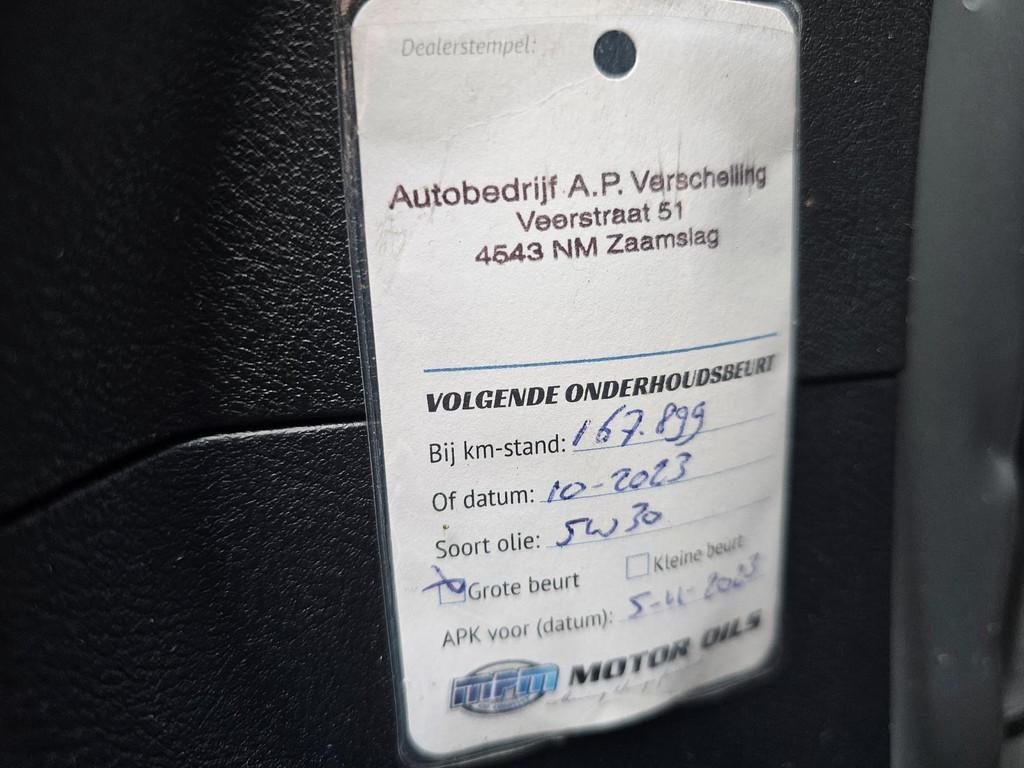 Dealerstempel:
Autobedrijf A.P. Verschelling
Veerstraat 51
4543 NM Zaamslag
VOLGENDE ONDERHOUDSBEURT
Bij km-stand: 167.899
Of datum: 10-2023
Soort olie: 5W30
Grote beurt Kleine beurt
APK voor (datum): 5-11-2023
MPM MOTOR OILS